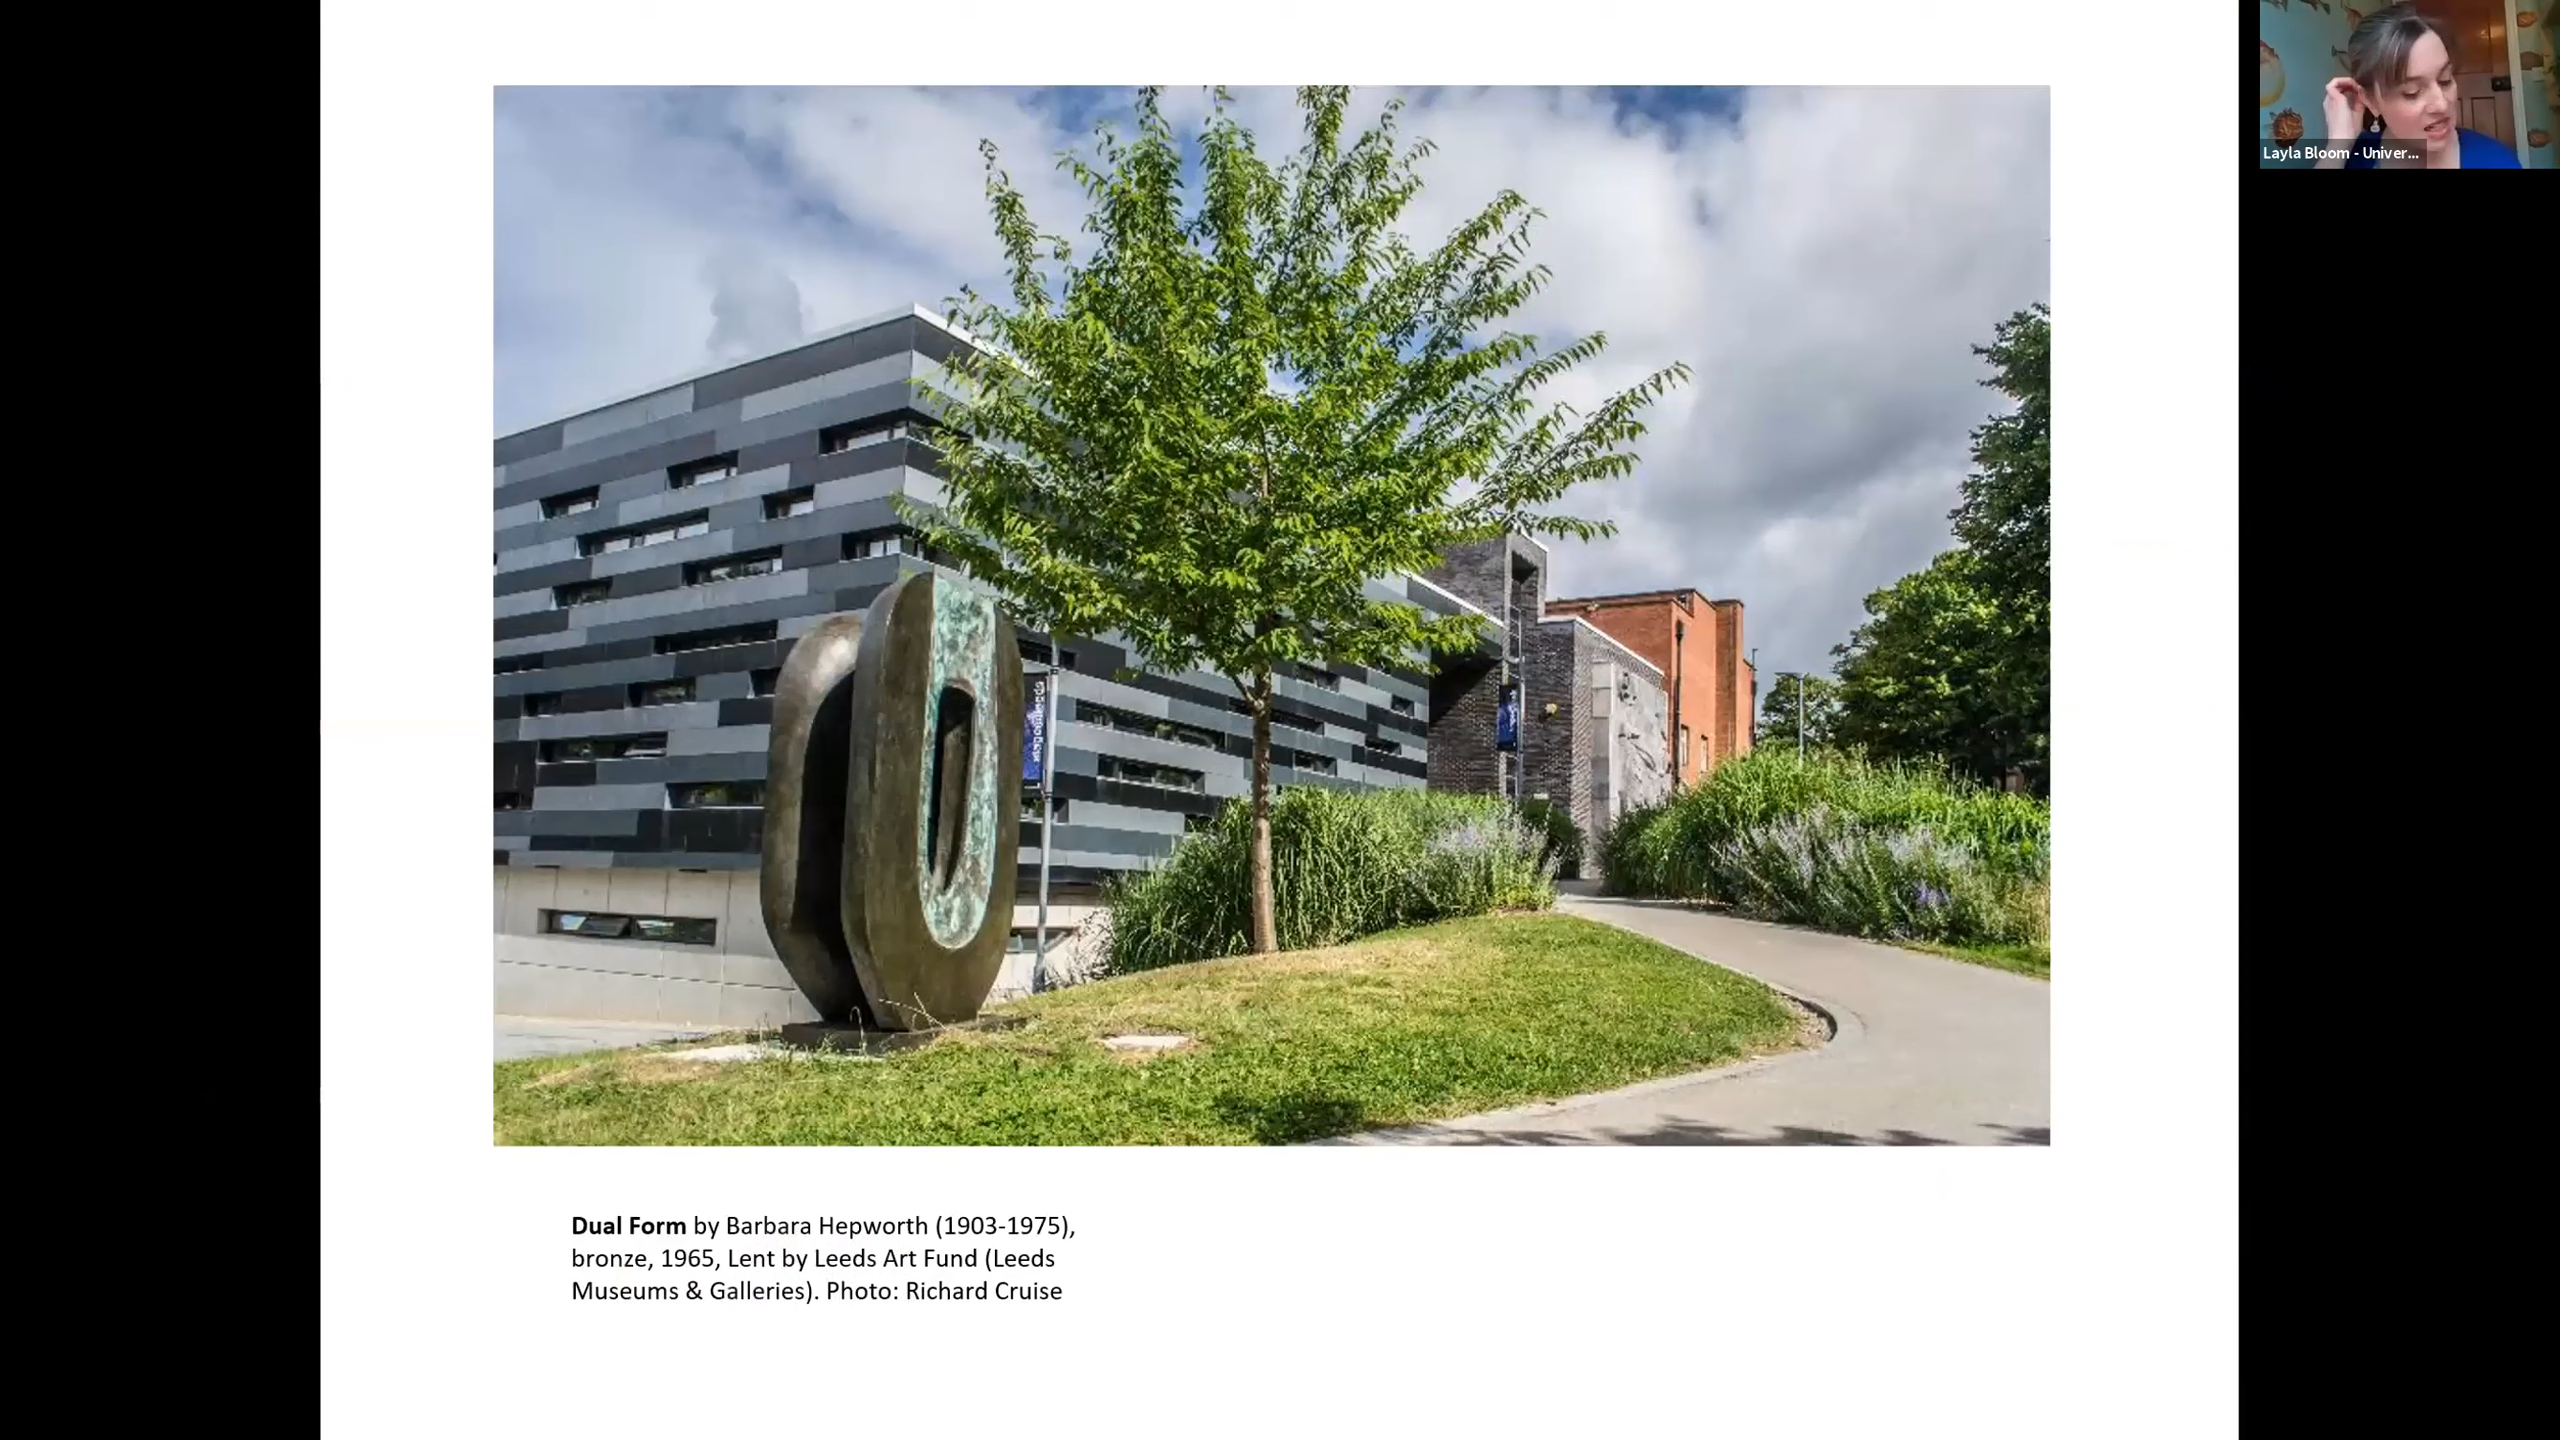 Layla Bloom - Univer...
Dual Form by Barbara Hepworth (1903-1975),
bronze, 1965, Lent by Leeds Art Fund (Leeds
Museums & Galleries). Photo: Richard Cruise